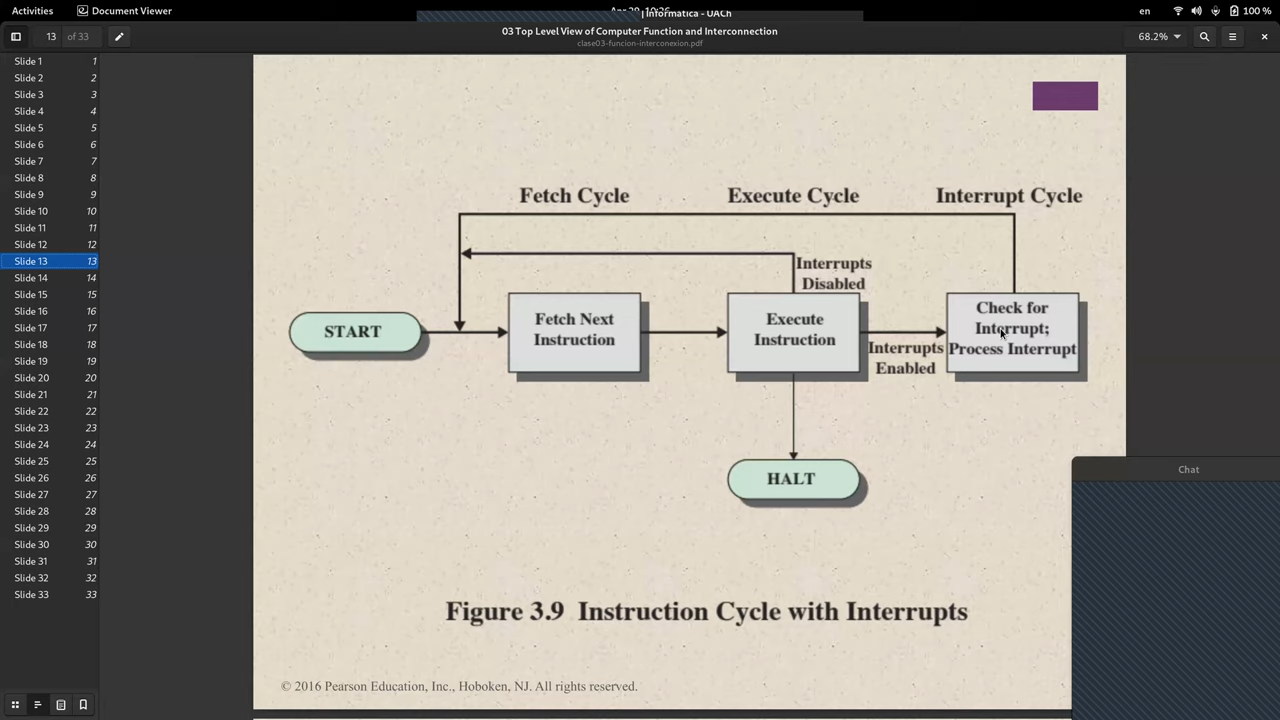 Activities
Document Viewer
| Informatica - UACh
en
100 %
13 of 33
03 Top Level View of Computer Function and Interconnection
clase03-funcion-interconexion.pdf
68.2%
Slide 1 1
Slide 2 2
Slide 3 3
Slide 4 4
Slide 5 5
Slide 6 6
Slide 7 7
Slide 8 8
Slide 9 9
Slide 10 10
Slide 11 11
Slide 12 12
Slide 13 13
Slide 14 14
Slide 15 15
Slide 16 16
Slide 17 17
Slide 18 18
Slide 19 19
Slide 20 20
Slide 21 21
Slide 22 22
Slide 23 23
Slide 24 24
Slide 25 25
Slide 26 26
Slide 27 27
Slide 28 28
Slide 29 29
Slide 30 30
Slide 31 31
Slide 32 32
Slide 33 33
Fetch Cycle
Execute Cycle
Interrupt Cycle
Interrupts
Disabled
START
Fetch Next
Instruction
Execute
Instruction
Interrupts
Enabled
Check for
Interrupt;
Process Interrupt
HALT
Figure 3.9 Instruction Cycle with Interrupts
© 2016 Pearson Education, Inc., Hoboken, NJ. All rights reserved.
Chat